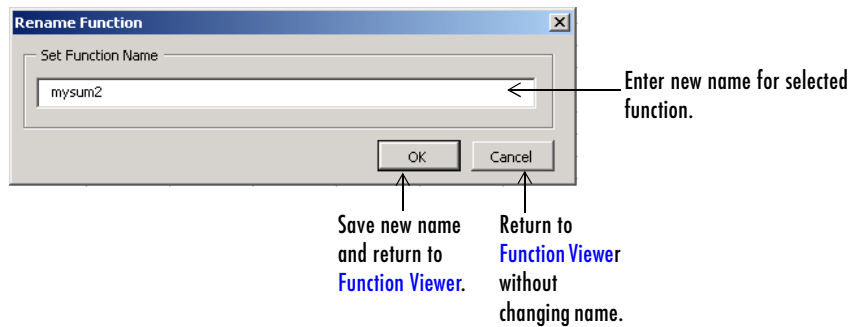 Rename Function
Set Function Name
mysum2
Enter new name for selected
function.
OK
Cancel
Save new name
and return to
Function Viewer.
Return to
Function Viewer
without
changing name.